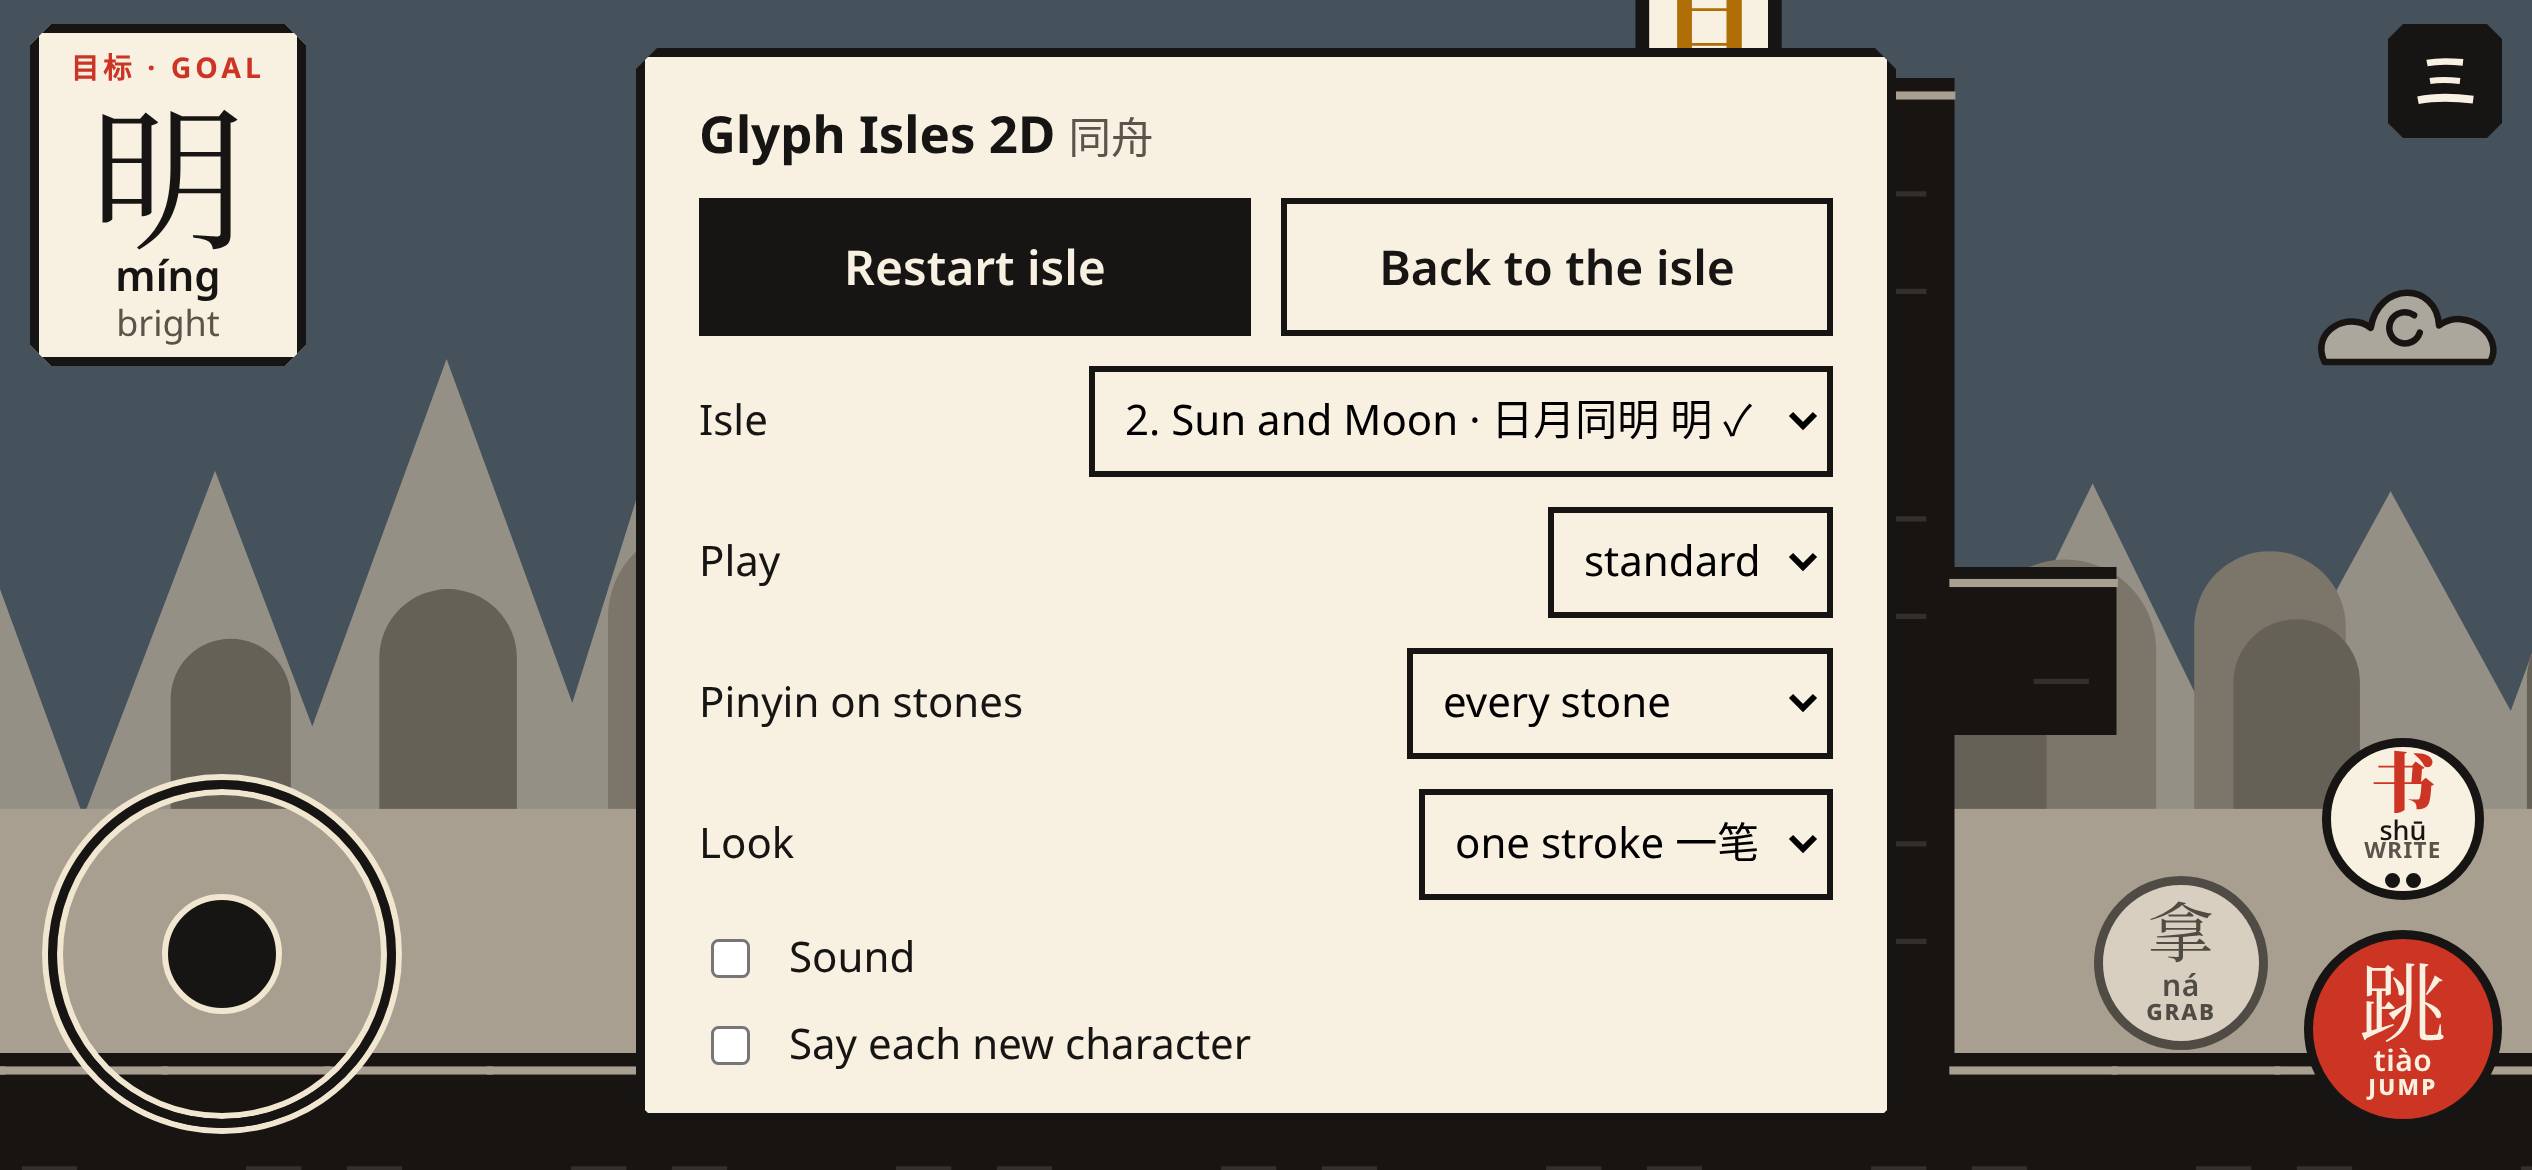 目标 · GOAL
明
míng
bright
日
三
Glyph Isles 2D 同舟
Restart isle
Back to the isle
Isle
2. Sun and Moon · 日月同明 明 ✓
Play
standard
Pinyin on stones
every stone
Look
one stroke 一笔
Sound
Say each new character
书
shū
WRITE
拿
ná
GRAB
跳
tiào
JUMP